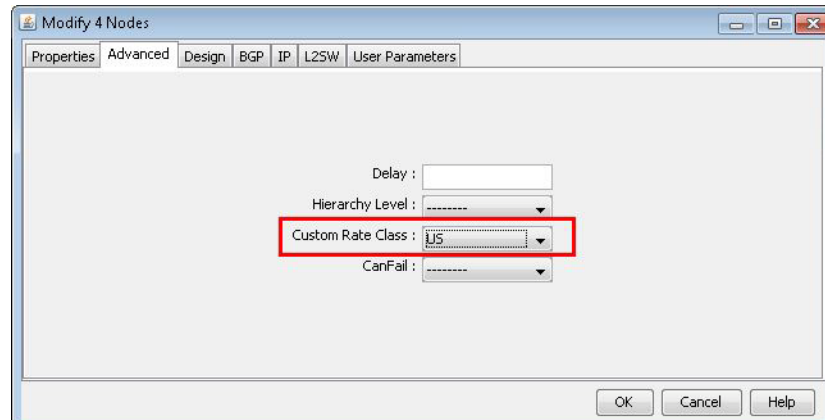 Modify 4 Nodes
Properties Advanced Design BGP IP L2SW User Parameters
Delay :
Hierarchy Level : --------
Custom Rate Class : US
CanFail : --------
OK Cancel Help